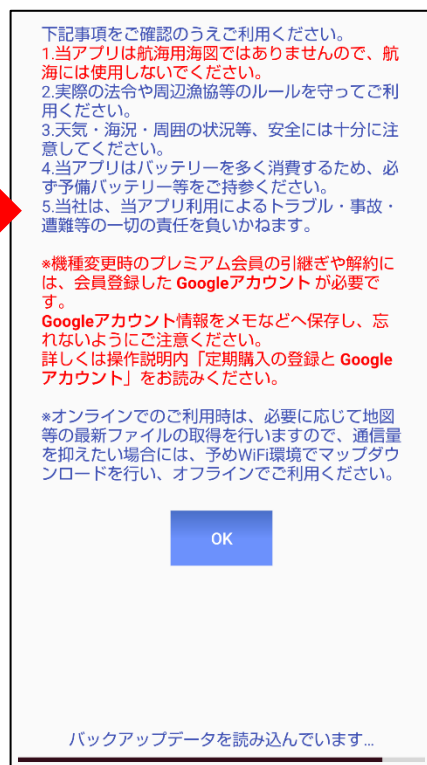 下記事項をご確認のうえご利用ください。
1.当アプリは航海用海図ではありませんので、航
海には使用しないでください。
2.実際の法令や周辺漁協等のルールを守ってご利
用ください。
3.天気・海況・周囲の状況等、安全には十分に注
意してください。
4.当アプリはバッテリーを多く消費するため、必
ず予備バッテリー等をご持参ください。
5.当社は、当アプリ利用によるトラブル・事故・
遭難等の一切の責任を負いかねます。
*機種変更時のプレミアム会員の引継ぎや解約に
は、会員登録した Googleアカウント が必要で
す。
Googleアカウント情報をメモなどへ保存し、忘
れないようにご注意ください。
詳しくは操作説明内「定期購入の登録と Google
アカウント」をお読みください。
*オンラインでのご利用時は、必要に応じて地図
等の最新ファイルの取得を行いますので、通信量
を抑えたい場合には、予めWiFi環境でマップダウ
ンロードを行い、オフラインでご利用ください。
OK
バックアップデータを読み込んでいます...